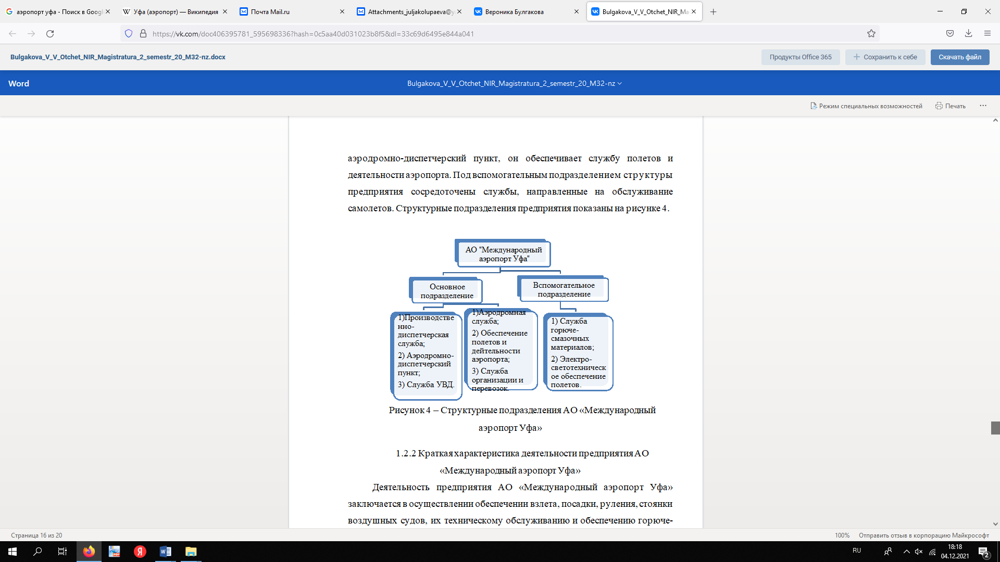 аэропорт уфа - Поиск в Googl
Уфа (аэропорт) — Википедия
Почта Mail.ru
Attachments_juljakolupaeva@y
Вероника Булгакова
Bulgakova_V_V_Otchet_NIR_Ma
https://vk.com/doc406395781_595698336?hash=0c5aa40d031023b8f5&dl=33c69d6495e844a041
Bulgakova_V_V_Otchet_NIR_Magistratura_2_semestr_20_M32-nz.docx
Продукты Office 365
Сохранить к себе
Скачать файл
Word
Bulgakova_V_V_Otchet_NIR_Magistratura_2_semestr_20_M32-nz
Режим специальных возможностей
Печать
аэродромно-диспетчерский пункт, он обеспечивает службу полетов и
деятельности аэропорта. Под вспомогательным подразделением структуры
предприятия сосредоточены службы, направленные на обслуживание
самолетов. Структурные подразделения предприятия показаны на рисунке 4.
АО "Международный
аэропорт Уфа"
Основное
подразделение
Вспомогательное
подразделение
1)Производстве
нно-
диспетчерская
служба;
2) Аэродромно-
диспетчерский
пункт;
3) Служба УВД.
1)Аэродромная
служба;
2) Обеспечение
полетов и
дейтельности
аэропорта;
3) Служба
организации и
перевозок.
1) Служба
горюче-
смазочных
материалов;
2) Электро-
светотехническ
ое обеспечение
полетов.
Рисунок 4 – Структурные подразделения АО «Международный
аэропорт Уфа»
1.2.2 Краткая характеристика деятельности предприятия АО
«Международный аэропорт Уфа»
Деятельность предприятия АО «Международный аэропорт Уфа»
заключается в осуществлении обеспечении взлета, посадки, руления, стоянки
воздушных судов, их техническому обслуживанию и обеспечению горюче-
Страница 16 из 20
100%
Отправить отзыв в корпорацию Майкрософт
RU
18:18
04.12.2021
2